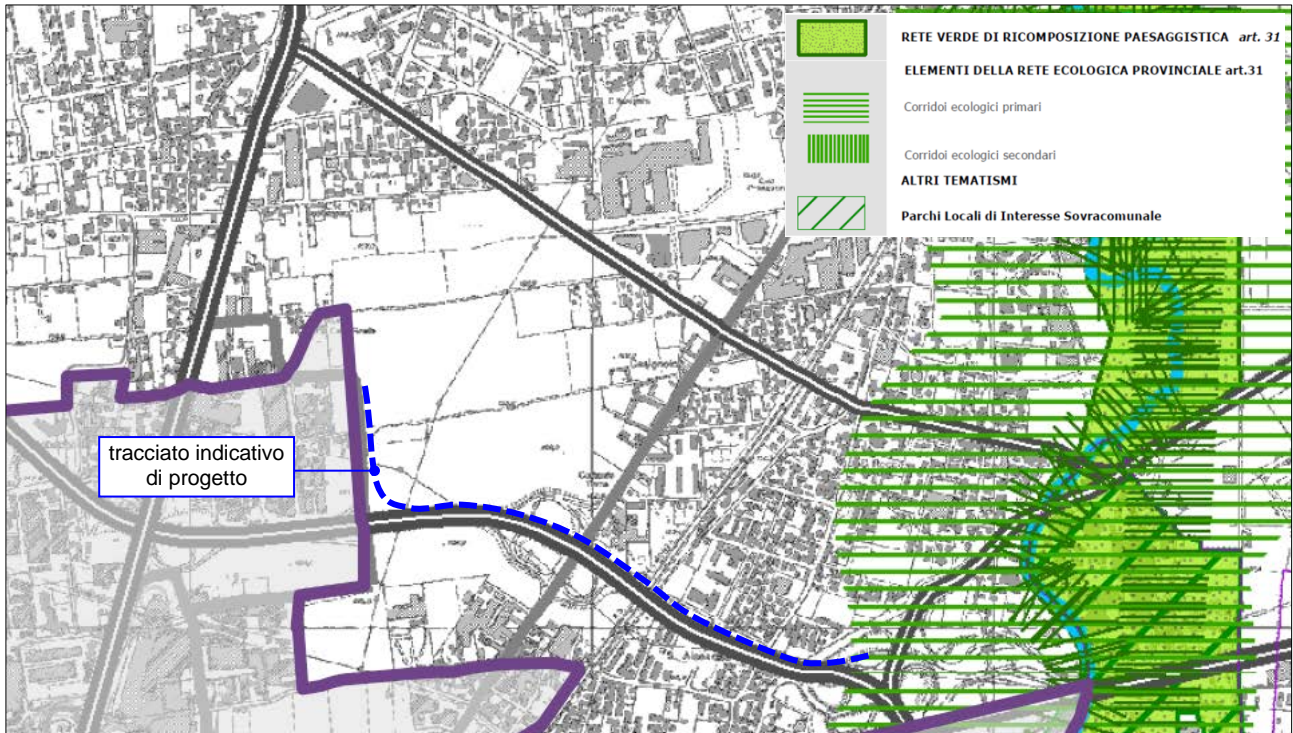 RETE VERDE DI RICOMPOSIZIONE PAESAGGISTICA art. 31
ELEMENTI DELLA RETE ECOLOGICA PROVINCIALE art.31
Corridoi ecologici primari
Corridoi ecologici secondari
ALTRI TEMATISMI
Parchi Locali di Interesse Sovracomunale
tracciato indicativo
di progetto